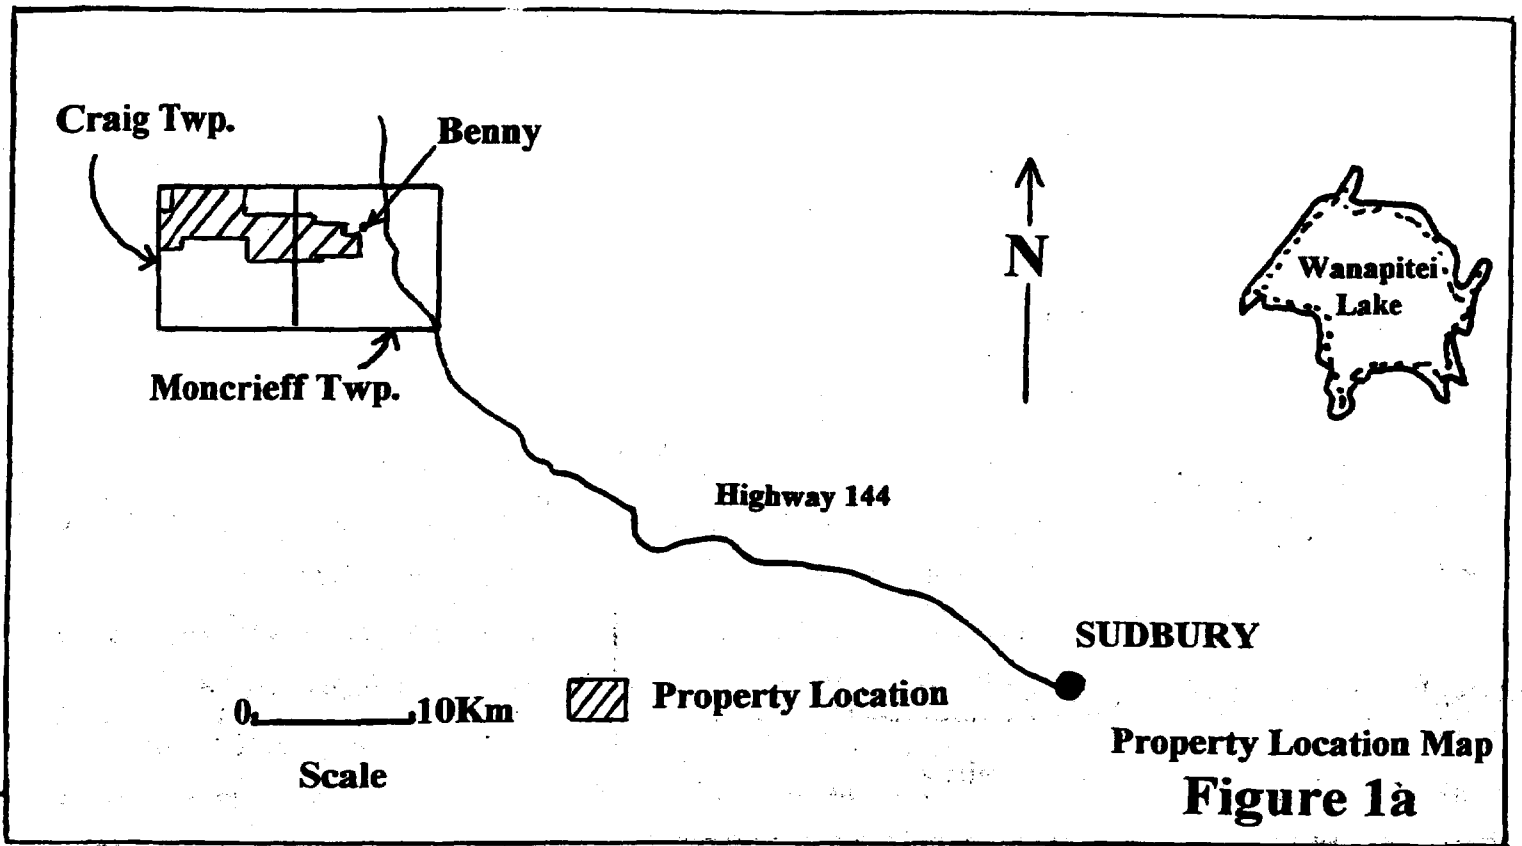 Craig Twp.
Benny
N
Wanapitei
Lake
Moncrieff Twp.
Highway 144
SUDBURY
0 10Km
Scale
Property Location
Property Location Map
Figure 1a